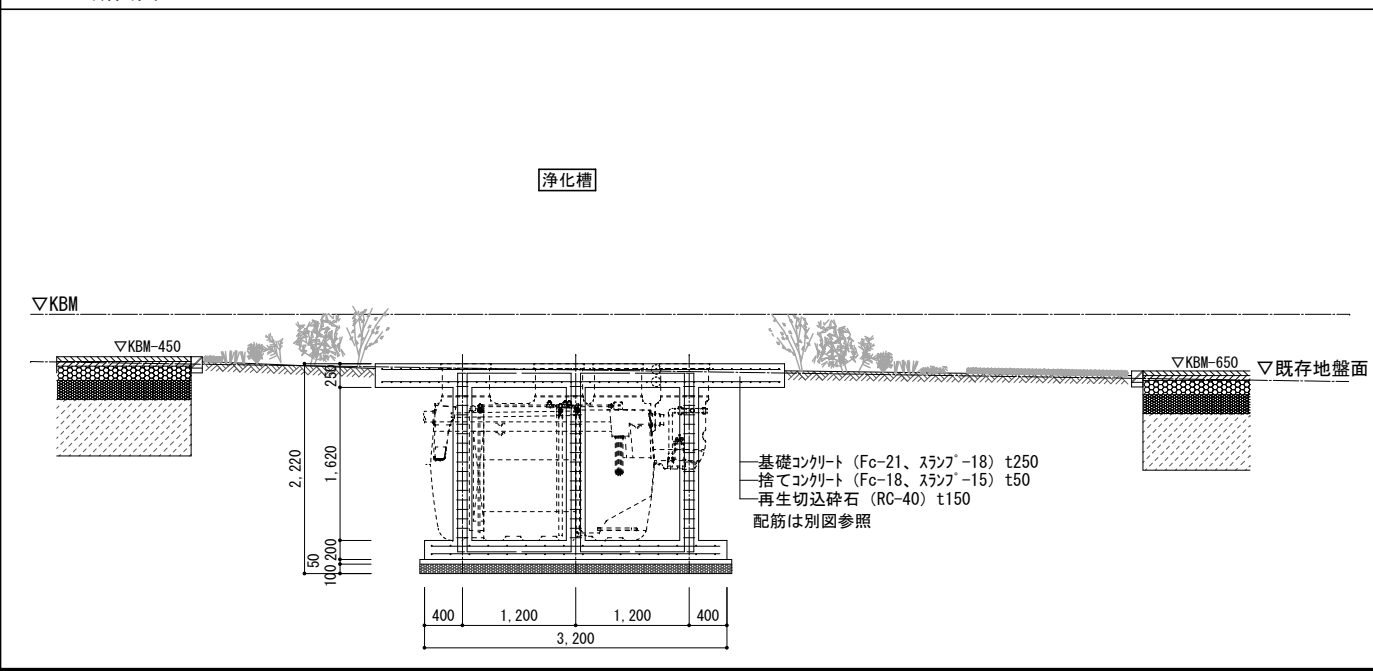 浄化槽
▽KBM
▽KBM-450
▽KBM-650
▽既存地盤面
250
1,620
2,220
200
50
100
基礎コンクリート (Fc-21、スランプ-18) t250
捨てコンクリート (Fc-18、スランプ-15) t50
再生切込砕石 (RC-40) t150
配筋は別図参照
400
1,200
1,200
400
3,200